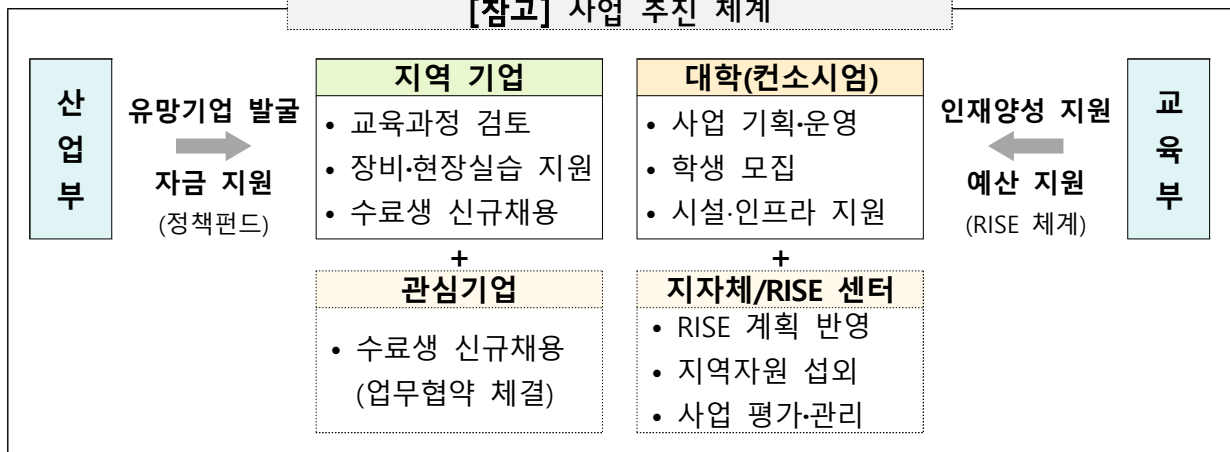 [참고] 사업 추진 체계
산
업
부
유망기업 발굴
자금 지원
(정책펀드)
지역 기업
• 교육과정 검토
• 장비·현장실습 지원
• 수료생 신규채용
+
관심기업
• 수료생 신규채용
(업무협약 체결)
대학(컨소시엄)
• 사업 기획·운영
• 학생 모집
• 시설·인프라 지원
+
지자체/RISE 센터
• RISE 계획 반영
• 지역자원 섭외
• 사업 평가·관리
인재양성 지원
예산 지원
(RISE 체계)
교
육
부